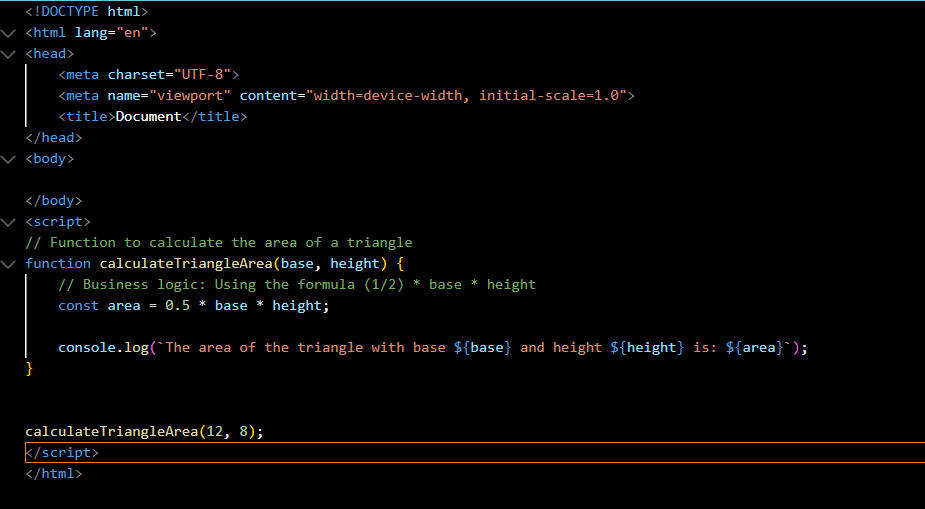 <!DOCTYPE html>
<html lang="en">
<head>
    <meta charset="UTF-8">
    <meta name="viewport" content="width=device-width, initial-scale=1.0">
    <title>Document</title>
</head>
<body>

</body>
<script>
// Function to calculate the area of a triangle
function calculateTriangleArea(base, height) {
    // Business logic: Using the formula (1/2) * base * height
    const area = 0.5 * base * height;

    console.log(`The area of the triangle with base ${base} and height ${height} is: ${area}`);
}


calculateTriangleArea(12, 8);
</script>
</html>